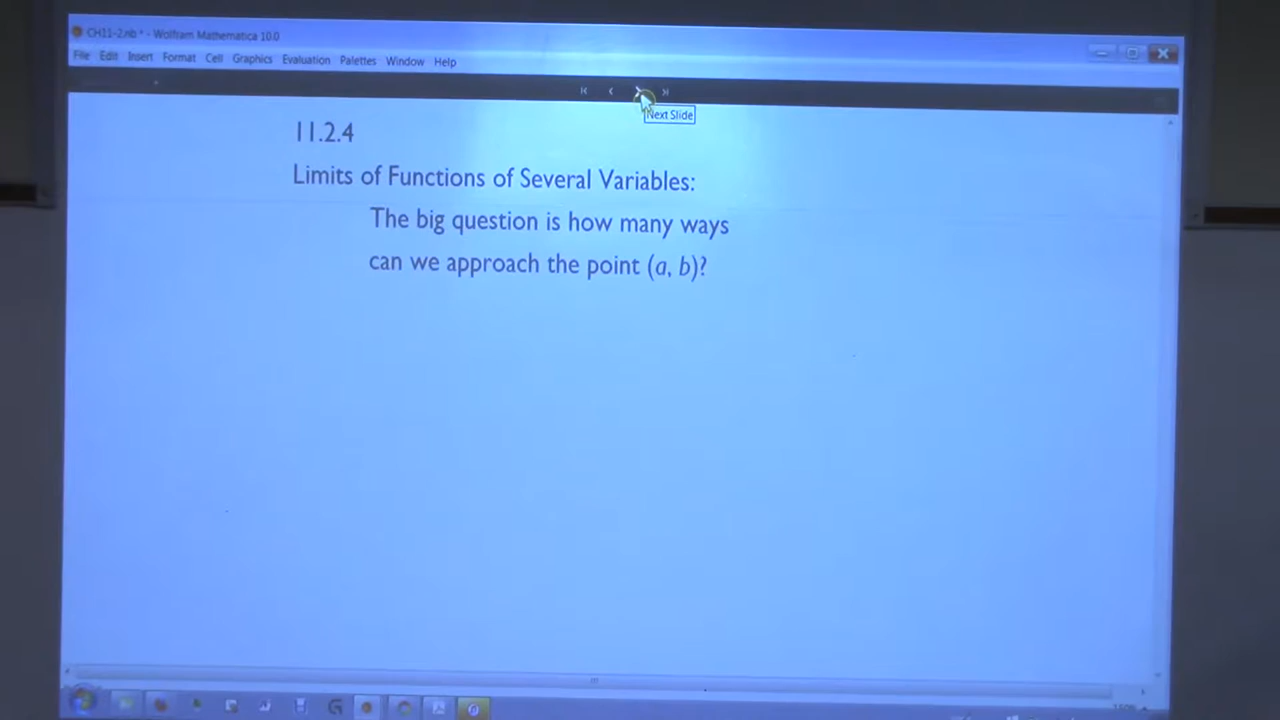 CH11-2.nb * - Wolfram Mathematica 10.0
File Edit Insert Format Cell Graphics Evaluation Palettes Window Help
Next Slide
11.2.4
Limits of Functions of Several Variables:
The big question is how many ways
can we approach the point (a, b)?